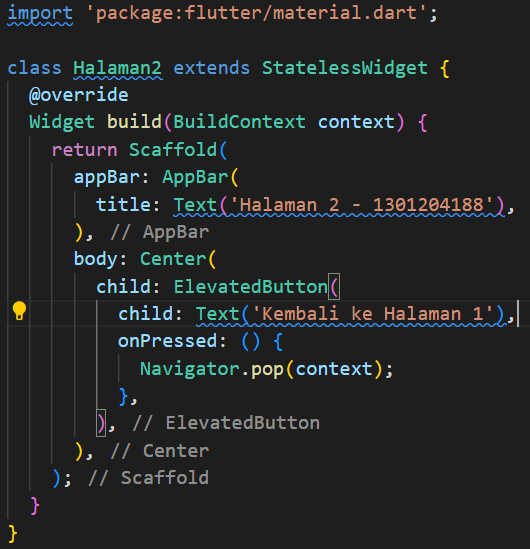 import 'package:flutter/material.dart';
class Halaman2 extends StatelessWidget {
@override
Widget build(BuildContext context) {
return Scaffold(
appBar: AppBar(
title: Text('Halaman 2 - 1301204188'),
), // AppBar
body: Center(
child: ElevatedButton(
child: Text('Kembali ke Halaman 1'),
onPressed: () {
Navigator.pop(context);
},
), // ElevatedButton
), // Center
); // Scaffold
}
}